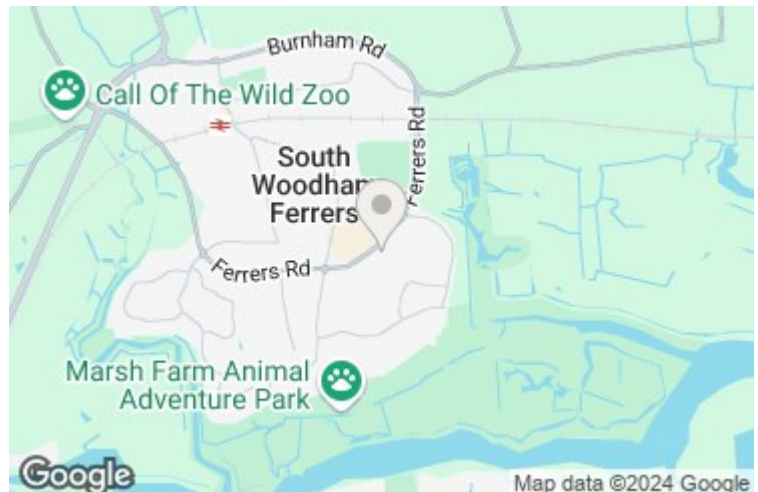 Burnham Rd
Call Of The Wild Zoo
Ferrers Rd
South
Woodham
Ferrers
Ferrers Rd
Marsh Farm Animal
Adventure Park
Google
Map data ©2024 Google